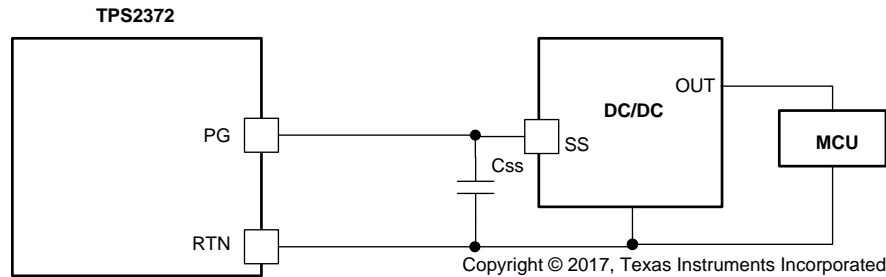 TPS2372
PG
RTN
Css
SS
DC/DC
OUT
MCU
Copyright © 2017, Texas Instruments Incorporated